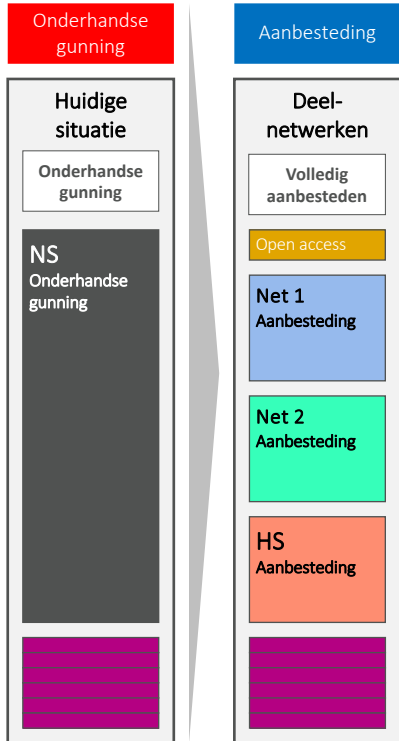 Onderhandse
gunning
Huidige
situatie
Onderhandse
gunning
NS
Onderhandse
gunning
Aanbesteding
Deel-
netwerken
Volledig
aanbesteden
Open access
Net 1
Aanbesteding
Net 2
Aanbesteding
HS
Aanbesteding